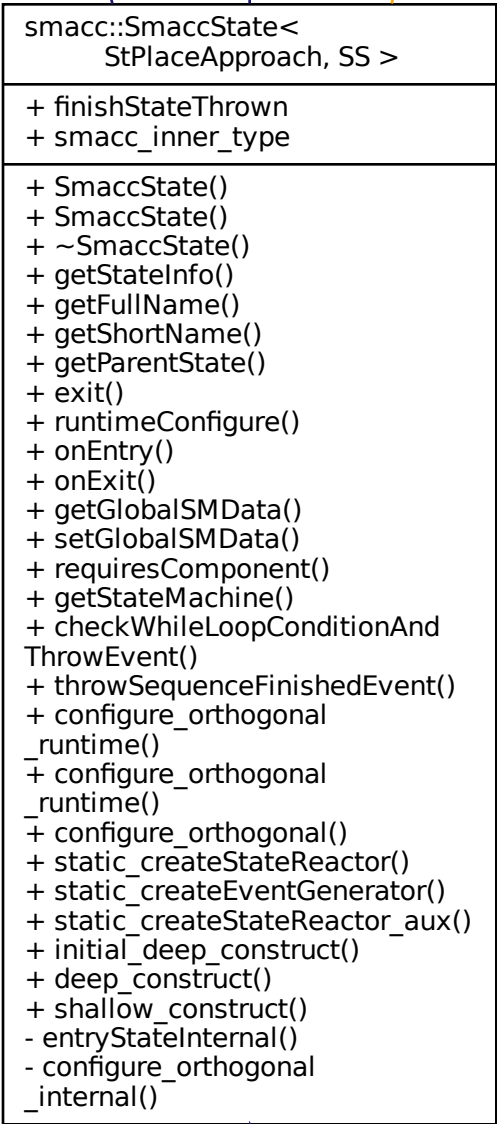 smacc::SmaccState<
StPlaceApproach, SS >
+ finishStateThrown
+ smacc_inner_type
+ SmaccState()
+ SmaccState()
+ ~SmaccState()
+ getStateInfo()
+ getFullName()
+ getShortName()
+ getParentState()
+ exit()
+ runtimeConfigure()
+ onEntry()
+ onExit()
+ getGlobalSMData()
+ setGlobalSMData()
+ requiresComponent()
+ getStateMachine()
+ checkWhileLoopConditionAnd
ThrowEvent()
+ throwSequenceFinishedEvent()
+ configure_orthogonal
_runtime()
+ configure_orthogonal
_runtime()
+ configure_orthogonal()
+ static_createStateReactor()
+ static_createEventGenerator()
+ static_createStateReactor_aux()
+ initial_deep_construct()
+ deep_construct()
+ shallow_construct()
- entryStateInternal()
- configure_orthogonal
_internal()